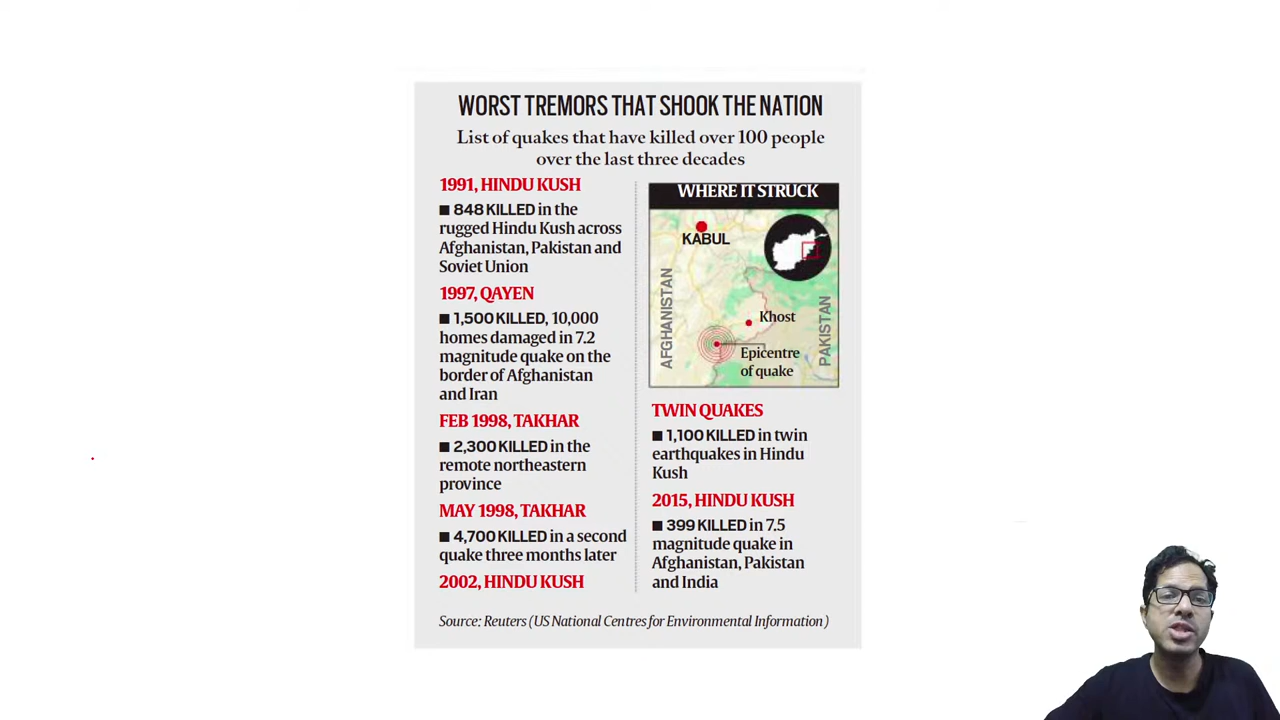 WORST TREMORS THAT SHOOK THE NATION
List of quakes that have killed over 100 people
over the last three decades
1991, HINDU KUSH
■ 848 KILLED in the
rugged Hindu Kush across
Afghanistan, Pakistan and
Soviet Union
1997, QAYEN
■ 1,500 KILLED, 10,000
homes damaged in 7.2
magnitude quake on the
border of Afghanistan
and Iran
FEB 1998, TAKHAR
■ 2,300 KILLED in the
remote northeastern
province
MAY 1998, TAKHAR
■ 4,700 KILLED in a second
quake three months later
2002, HINDU KUSH
WHERE IT STRUCK
KABUL
AFGHANISTAN
PAKISTAN
Khost
Epicentre
of quake
TWIN QUAKES
■ 1,100 KILLED in twin
earthquakes in Hindu
Kush
2015, HINDU KUSH
■ 399 KILLED in 7.5
magnitude quake in
Afghanistan, Pakistan
and India
Source: Reuters (US National Centres for Environmental Information)